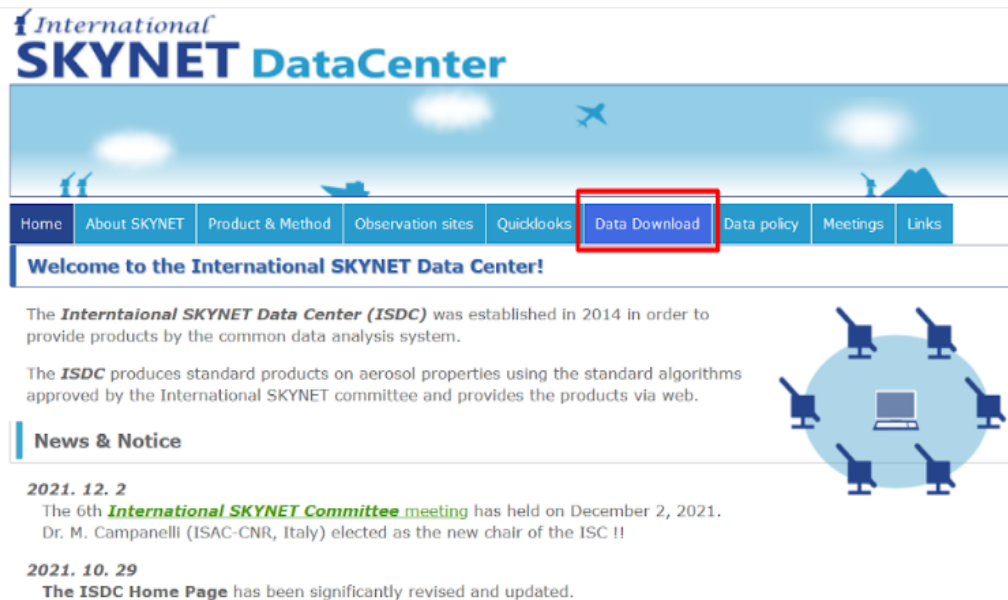 International
SKYNET DataCenter
Home About SKYNET Product & Method Observation sites Quicklooks Data Download Data policy Meetings Links
Welcome to the International SKYNET Data Center!
The Interntaional SKYNET Data Center (ISDC) was established in 2014 in order to
provide products by the common data analysis system.
The ISDC produces standard products on aerosol properties using the standard algorithms
approved by the International SKYNET committee and provides the products via web.
News & Notice
2021. 12. 2
The 6th International SKYNET Committee meeting has held on December 2, 2021.
Dr. M. Campanelli (ISAC-CNR, Italy) elected as the new chair of the ISC !!
2021. 10. 29
The ISDC Home Page has been significantly revised and updated.